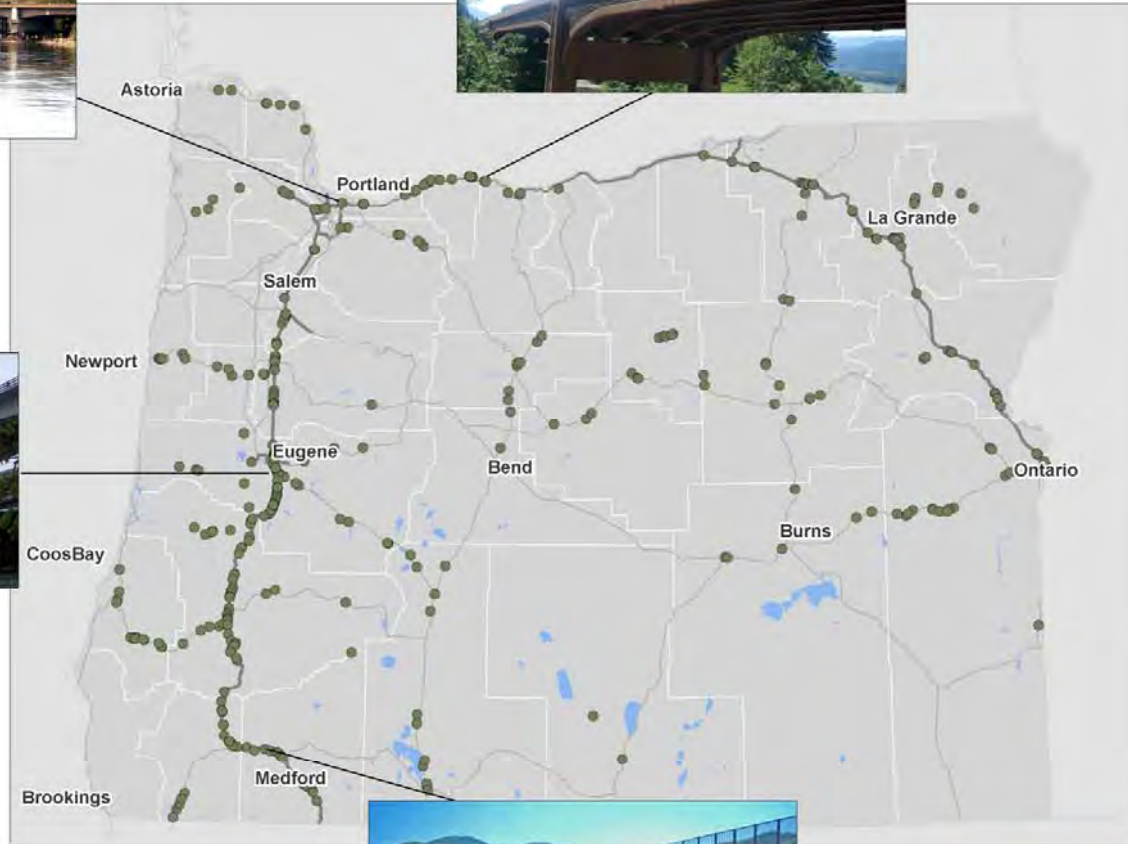 Astoria
Portland
La Grande
Salem
Newport
Eugene
Bend
Ontario
Burns
CoosBay
Medford
Brookings